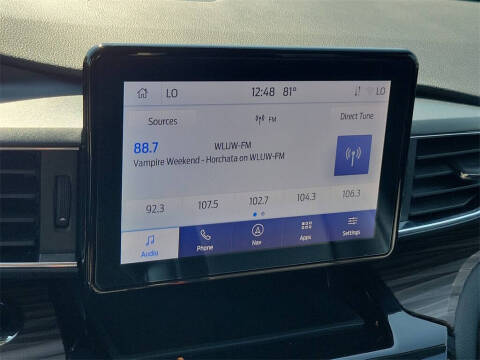 LO 12:48 81° LO
Sources FM Direct Tune
88.7 WLUW-FM
Vampire Weekend - Horchata on WLUW-FM
92.3 107.5 102.7 104.3 106.3
Audio Phone Nav Apps Settings